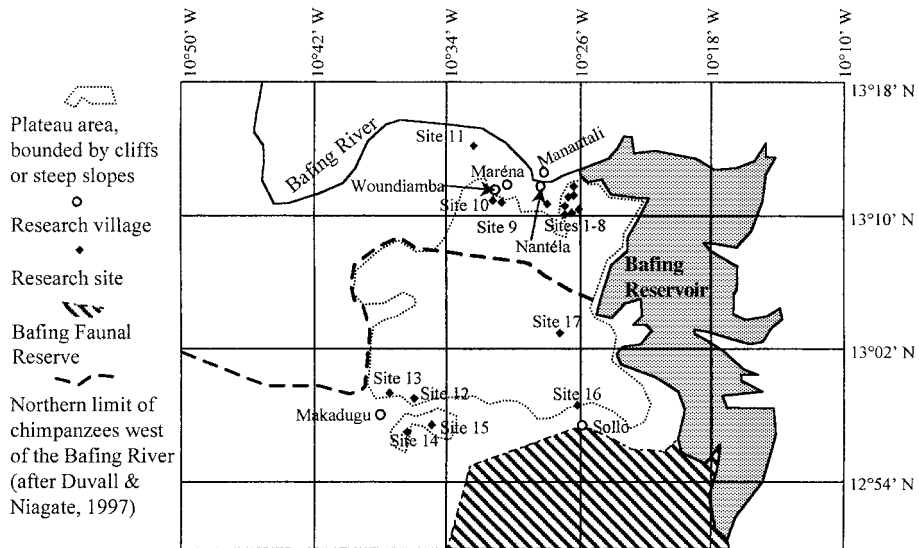 10°50' W
10°42' W
10°34' W
10°26' W
10°18' W
10°10' W
13°18' N
13°10' N
13°02' N
12°54' N
Plateau area,
bounded by cliffs
or steep slopes
Research village
Research site
Bafing Faunal
Reserve
Northern limit of
chimpanzees west
of the Bafing River
(after Duvall &
Niagate, 1997)
Bafing River
Site 11
Manantali
Maréna
Woundiamba
Site 10
Site 9
Nantéla
Sites 1-8
Bafing
Reservoir
Site 17
Site 13
Site 12
Site 16
Makadugu
Site 14
Site 15
Sollo